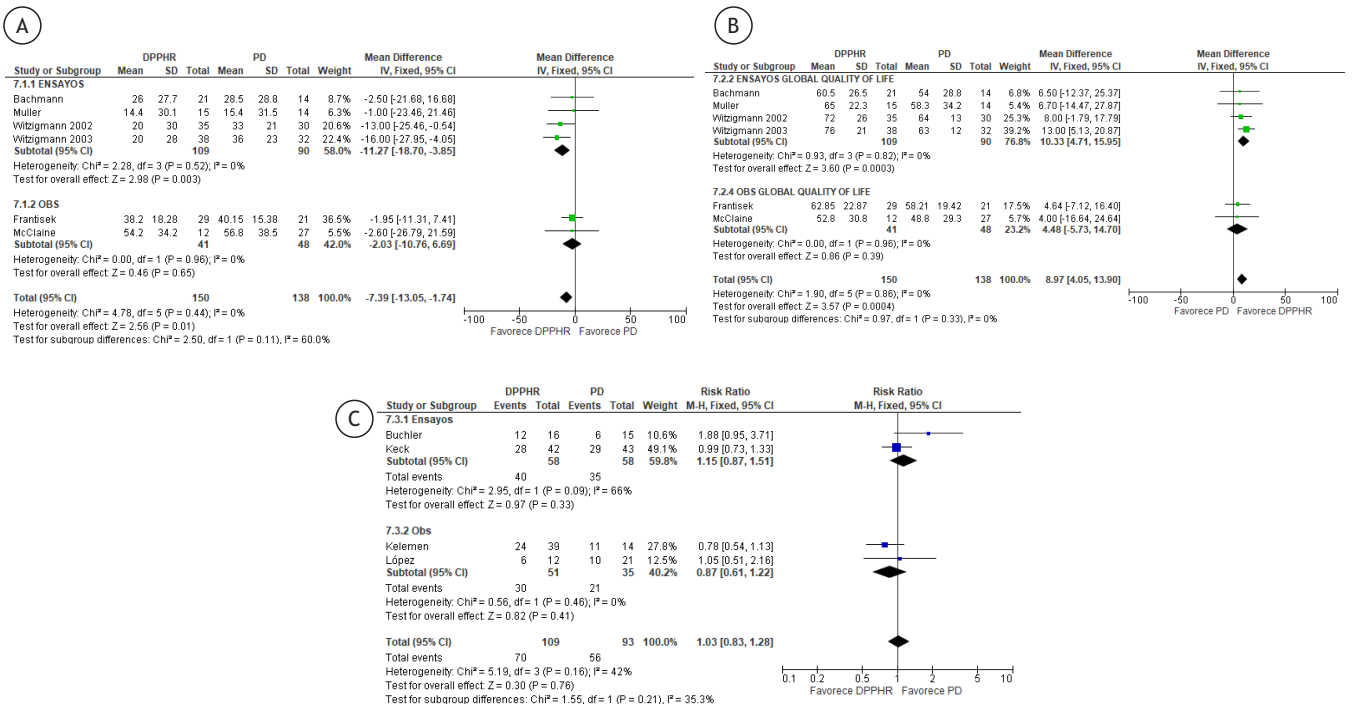 A
DPPHR PD Mean Difference Mean Difference
Study or Subgroup Mean SD Total Mean SD Total Weight IV, Fixed, 95% CI IV, Fixed, 95% CI
7.1.1 ENSAYOS
Bachmann 26 27.7 21 28.5 28.8 14 8.7% -2.50 [-21.68, 16.68]
Muller 14.4 30.1 15 15.4 31.5 14 6.3% -1.00 [-23.46, 21.46]
Witzigmann 2002 20 30 35 33 21 30 20.6% -13.00 [-25.46, -0.54]
Witzigmann 2003 20 28 38 36 23 32 22.4% -16.00 [-27.95, -4.05]
Subtotal (95% CI) 109 90 58.0% -11.27 [-18.70, -3.85]
Heterogeneity: Chi² = 2.28, df = 3 (P = 0.52); I² = 0%
Test for overall effect: Z = 2.98 (P = 0.003)
7.1.2 OBS
Frantisek 38.2 18.28 29 40.15 15.38 21 36.5% -1.95 [-11.31, 7.41]
McClaine 54.2 34.2 12 56.8 38.5 27 5.5% -2.60 [-26.79, 21.59]
Subtotal (95% CI) 41 48 42.0% -2.03 [-10.76, 6.69]
Heterogeneity: Chi² = 0.00, df = 1 (P = 0.96); I² = 0%
Test for overall effect: Z = 0.46 (P = 0.65)
Total (95% CI) 150 138 100.0% -7.39 [-13.05, -1.74]
Heterogeneity: Chi² = 4.78, df = 5 (P = 0.44); I² = 0%
Test for overall effect: Z = 2.56 (P = 0.01)
Test for subgroup differences: Chi² = 2.50, df = 1 (P = 0.11), I² = 60.0%
-100 -50 0 50 100
Favorece DPPHR Favorece PD
B
DPPHR PD Mean Difference Mean Difference
Study or Subgroup Mean SD Total Mean SD Total Weight IV, Fixed, 95% CI IV, Fixed, 95% CI
7.2.2 ENSAYOS GLOBAL QUALITY OF LIFE
Bachmann 60.5 26.5 21 54 28.8 14 6.8% 6.50 [-12.37, 25.37]
Muller 65 22.3 15 58.3 34.2 14 5.4% 6.70 [-14.47, 27.87]
Witzigmann 2002 72 26 35 64 13 30 25.3% 8.00 [-1.79, 17.79]
Witzigmann 2003 76 21 38 63 12 32 39.2% 13.00 [5.13, 20.87]
Subtotal (95% CI) 109 90 76.8% 10.33 [4.71, 15.95]
Heterogeneity: Chi² = 0.93, df = 3 (P = 0.82); I² = 0%
Test for overall effect: Z = 3.60 (P = 0.0003)
7.2.4 OBS GLOBAL QUALITY OF LIFE
Frantisek 62.85 22.87 29 58.21 19.42 21 17.5% 4.64 [-7.12, 16.40]
McClaine 52.8 30.8 12 48.8 29.3 27 5.7% 4.00 [-16.64, 24.64]
Subtotal (95% CI) 41 48 23.2% 4.48 [-5.73, 14.70]
Heterogeneity: Chi² = 0.00, df = 1 (P = 0.96); I² = 0%
Test for overall effect: Z = 0.86 (P = 0.39)
Total (95% CI) 150 138 100.0% 8.97 [4.05, 13.90]
Heterogeneity: Chi² = 1.90, df = 5 (P = 0.86); I² = 0%
Test for overall effect: Z = 3.57 (P = 0.0004)
Test for subgroup differences: Chi² = 0.97, df = 1 (P = 0.33), I² = 0%
-100 -50 0 50 100
Favorece PD Favorece DPPHR
C
DPPHR PD Risk Ratio Risk Ratio
Study or Subgroup Events Total Events Total Weight M-H, Fixed, 95% CI M-H, Fixed, 95% CI
7.3.1 Ensayos
Buchler 12 16 6 15 10.6% 1.88 [0.95, 3.71]
Keck 28 42 29 43 49.1% 0.99 [0.73, 1.33]
Subtotal (95% CI) 58 58 59.8% 1.15 [0.87, 1.51]
Total events 40 35
Heterogeneity: Chi² = 2.95, df = 1 (P = 0.09); I² = 66%
Test for overall effect: Z = 0.97 (P = 0.33)
7.3.2 Obs
Kelemen 24 39 11 14 27.8% 0.78 [0.54, 1.13]
López 6 12 10 21 12.5% 1.05 [0.51, 2.16]
Subtotal (95% CI) 51 35 40.2% 0.87 [0.61, 1.22]
Total events 30 21
Heterogeneity: Chi² = 0.56, df = 1 (P = 0.46); I² = 0%
Test for overall effect: Z = 0.82 (P = 0.41)
Total (95% CI) 109 93 100.0% 1.03 [0.83, 1.28]
Total events 70 56
Heterogeneity: Chi² = 5.19, df = 3 (P = 0.16); I² = 42%
Test for overall effect: Z = 0.30 (P = 0.76)
Test for subgroup differences: Chi² = 1.55, df = 1 (P = 0.21), I² = 35.3%
0.1 0.2 0.5 1 2 5 10
Favorece DPPHR Favorece PD